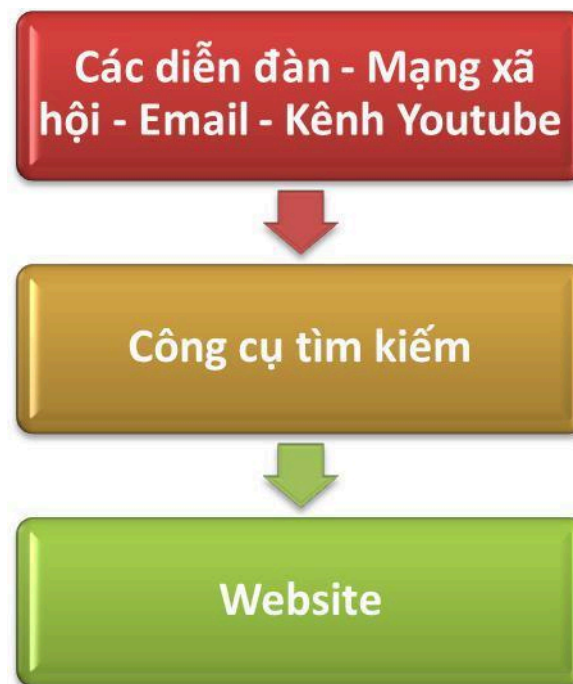 Các diễn đàn - Mạng xã
hội - Email - Kênh Youtube
Công cụ tìm kiếm
Website